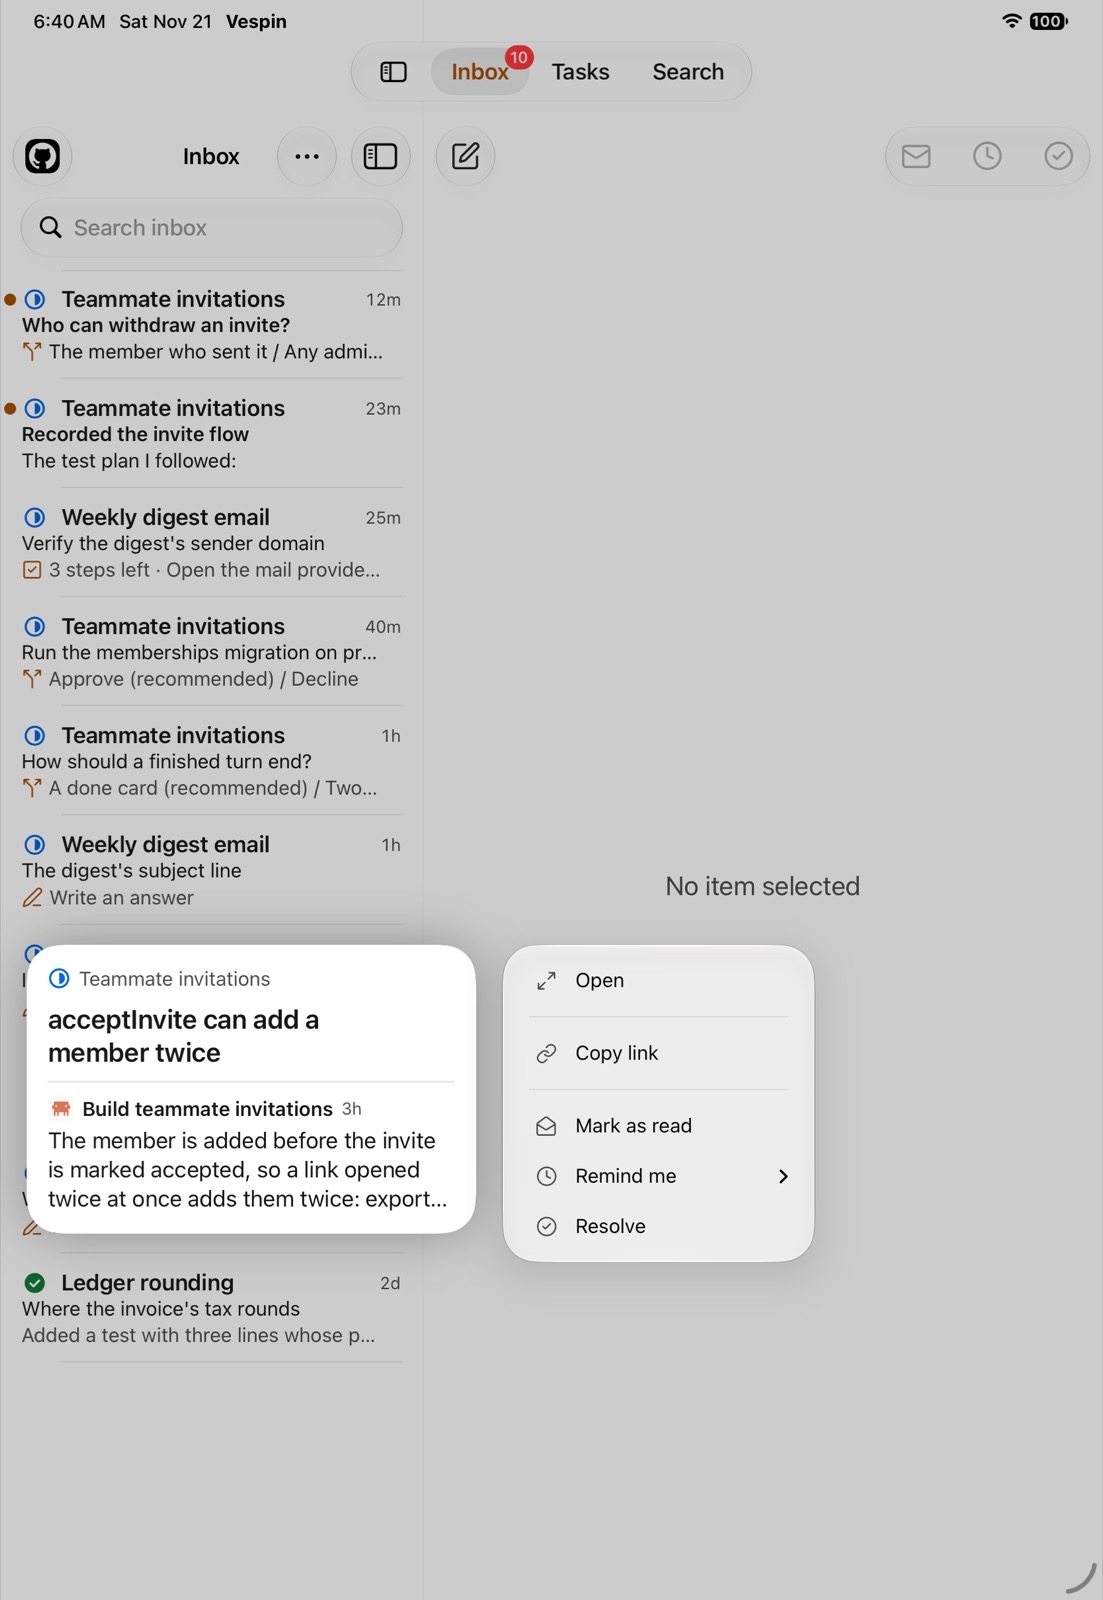 6:40 AM Sat Nov 21 Vespin
100
Inbox
10
Tasks
Search
Inbox
Search inbox
Teammate invitations 12m
Who can withdraw an invite?
The member who sent it / Any admi...
Teammate invitations 23m
Recorded the invite flow
The test plan I followed:
Weekly digest email 25m
Verify the digest's sender domain
3 steps left · Open the mail provide...
Teammate invitations 40m
Run the memberships migration on pr...
Approve (recommended) / Decline
Teammate invitations 1h
How should a finished turn end?
A done card (recommended) / Two...
Weekly digest email 1h
The digest's subject line
Write an answer
Teammate invitations
acceptInvite can add a
member twice
Build teammate invitations 3h
The member is added before the invite
is marked accepted, so a link opened
twice at once adds them twice: export...
Ledger rounding 2d
Where the invoice's tax rounds
Added a test with three lines whose p...
No item selected
Open
Copy link
Mark as read
Remind me
Resolve